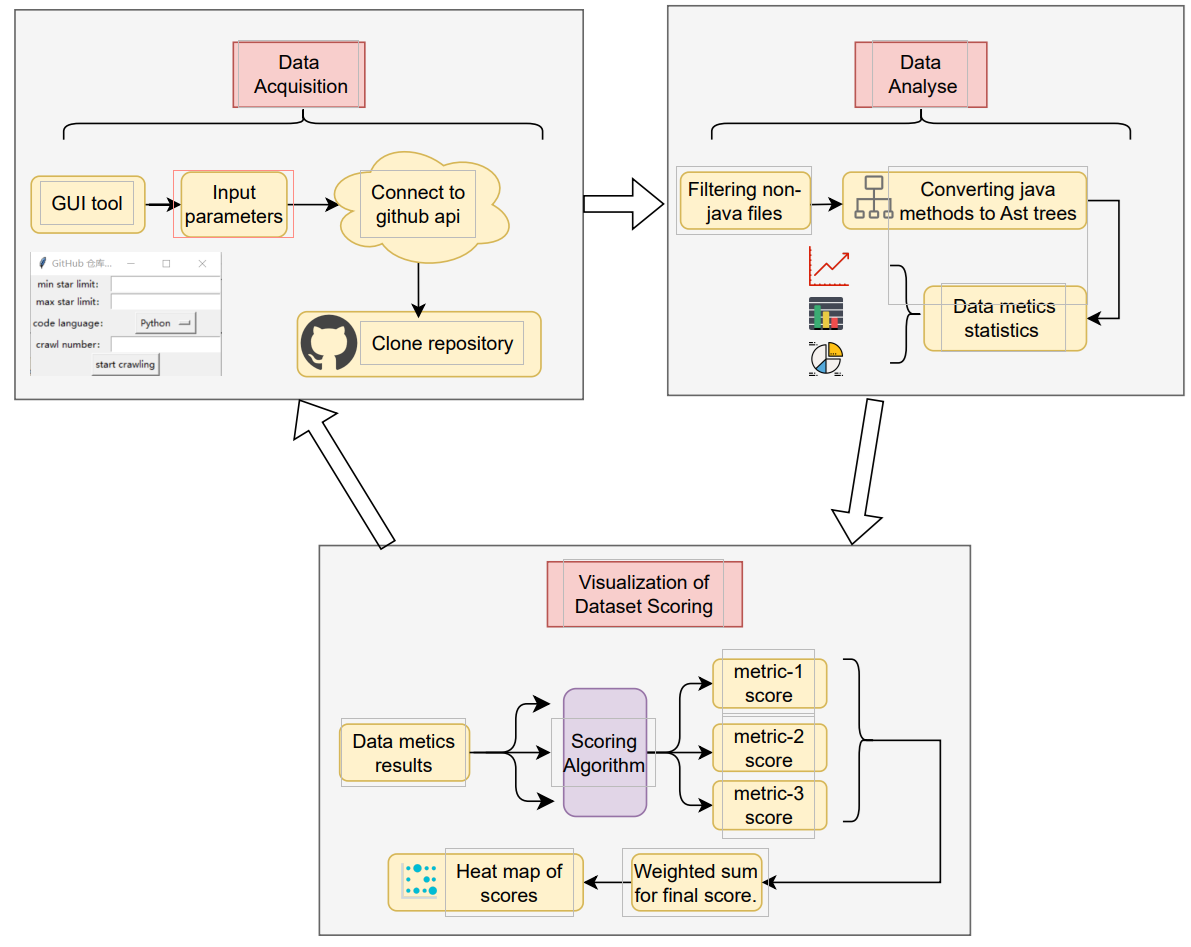 Data
Acquisition
GUI tool
Input
parameters
Connect to
github api
GitHub 仓库...
min star limit:
max star limit:
code language:
Python
crawl number:
start crawling
Clone repository
Data
Analyse
Filtering non-
java files
Converting java
methods to Ast trees
Data metics
statistics
Visualization of
Dataset Scoring
Data metics
results
Scoring
Algorithm
metric-1
score
metric-2
score
metric-3
score
Heat map of
scores
Weighted sum
for final score.